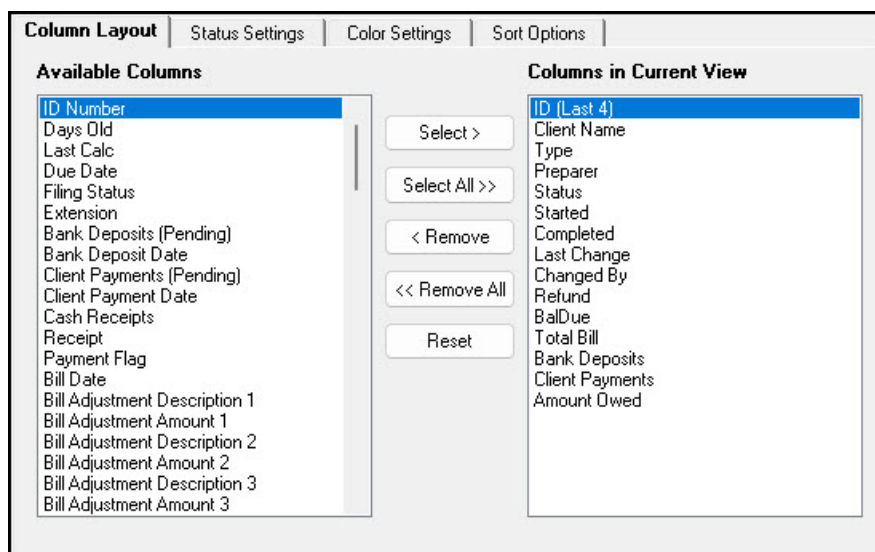 Column Layout Status Settings Color Settings Sort Options
Available Columns
ID Number
Days Old
Last Calc
Due Date
Filing Status
Extension
Bank Deposits (Pending)
Bank Deposit Date
Client Payments (Pending)
Client Payment Date
Cash Receipts
Receipt
Payment Flag
Bill Date
Bill Adjustment Description 1
Bill Adjustment Amount 1
Bill Adjustment Description 2
Bill Adjustment Amount 2
Bill Adjustment Description 3
Bill Adjustment Amount 3
Select >
Select All >>
< Remove
<< Remove All
Reset
Columns in Current View
ID (Last 4)
Client Name
Type
Preparer
Status
Started
Completed
Last Change
Changed By
Refund
BalDue
Total Bill
Bank Deposits
Client Payments
Amount Owed